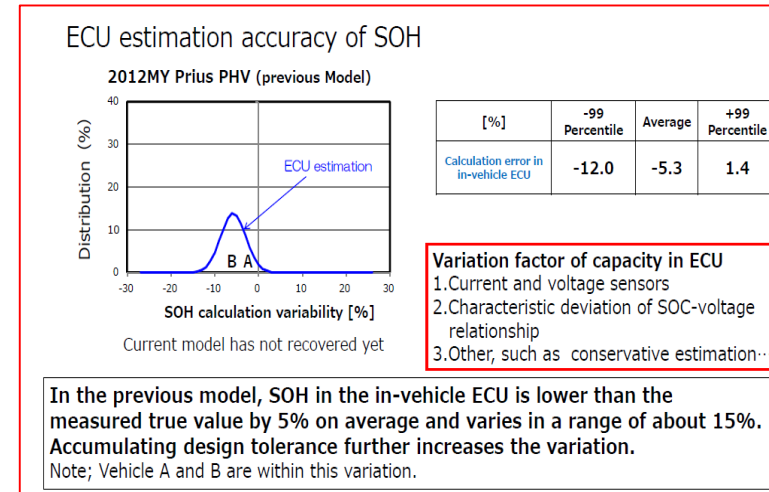 ECU estimation accuracy of SOH
2012MY Prius PHV (previous Model)
Distribution (%)
40
30
20
10
0
-30
-20
-10
0
10
20
30
ECU estimation
B A
SOH calculation variability [%]
Current model has not recovered yet
[%]
-99
Percentile
Average
+99
Percentile
Calculation error in
in-vehicle ECU
-12.0
-5.3
1.4
Variation factor of capacity in ECU
1.Current and voltage sensors
2.Characteristic deviation of SOC-voltage
relationship
3.Other, such as conservative estimation…
In the previous model, SOH in the in-vehicle ECU is lower than the
measured true value by 5% on average and varies in a range of about 15%.
Accumulating design tolerance further increases the variation.
Note; Vehicle A and B are within this variation.